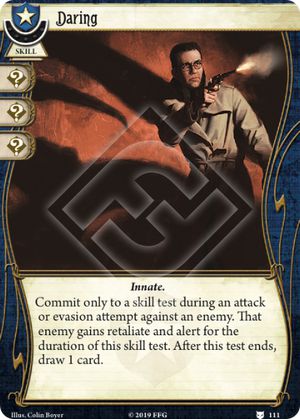 Daring
SKILL
?
?
?
Innate.
Commit only to a skill test during an attack
or evasion attempt against an enemy. That
enemy gains retaliate and alert for the
duration of this skill test. After this test ends,
draw 1 card.
Illus. Colin Boyer © 2019 FFG 111